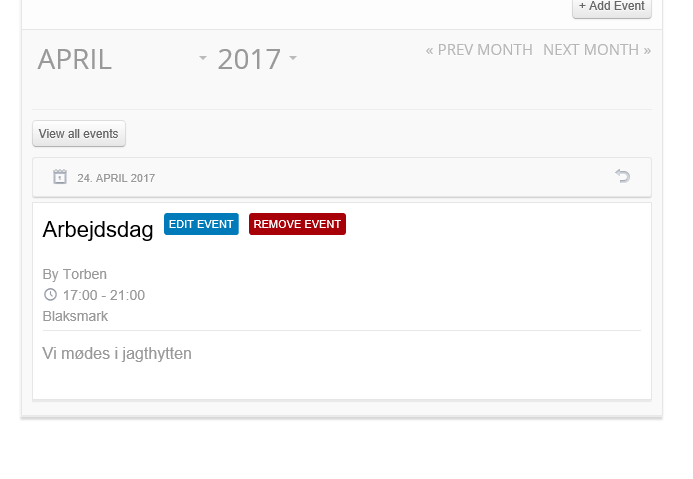 + Add Event
APRIL 2017 « PREV MONTH NEXT MONTH »
View all events
24. APRIL 2017
Arbejdsdag EDIT EVENT REMOVE EVENT
By Torben
17:00 - 21:00
Blaksmark
Vi mødes i jagthytten